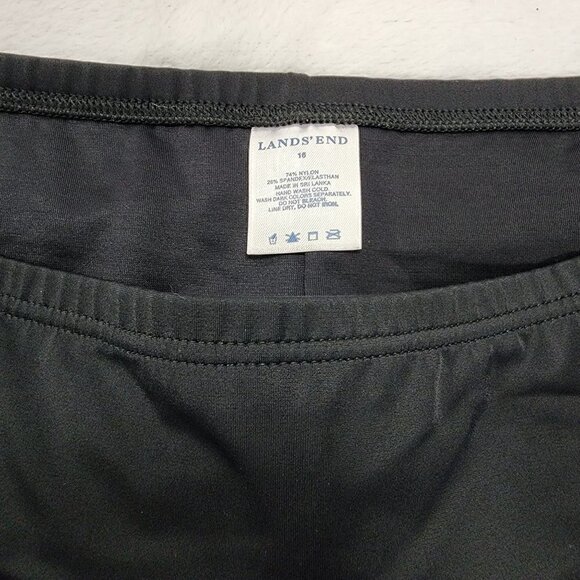 LANDS' END
16
74% NYLON
26% SPANDEX/ELASTHAN
MADE IN SRI LANKA
HAND WASH COLD.
WASH DARK COLORS SEPARATELY.
DO NOT BLEACH.
LINE DRY, DO NOT IRON.